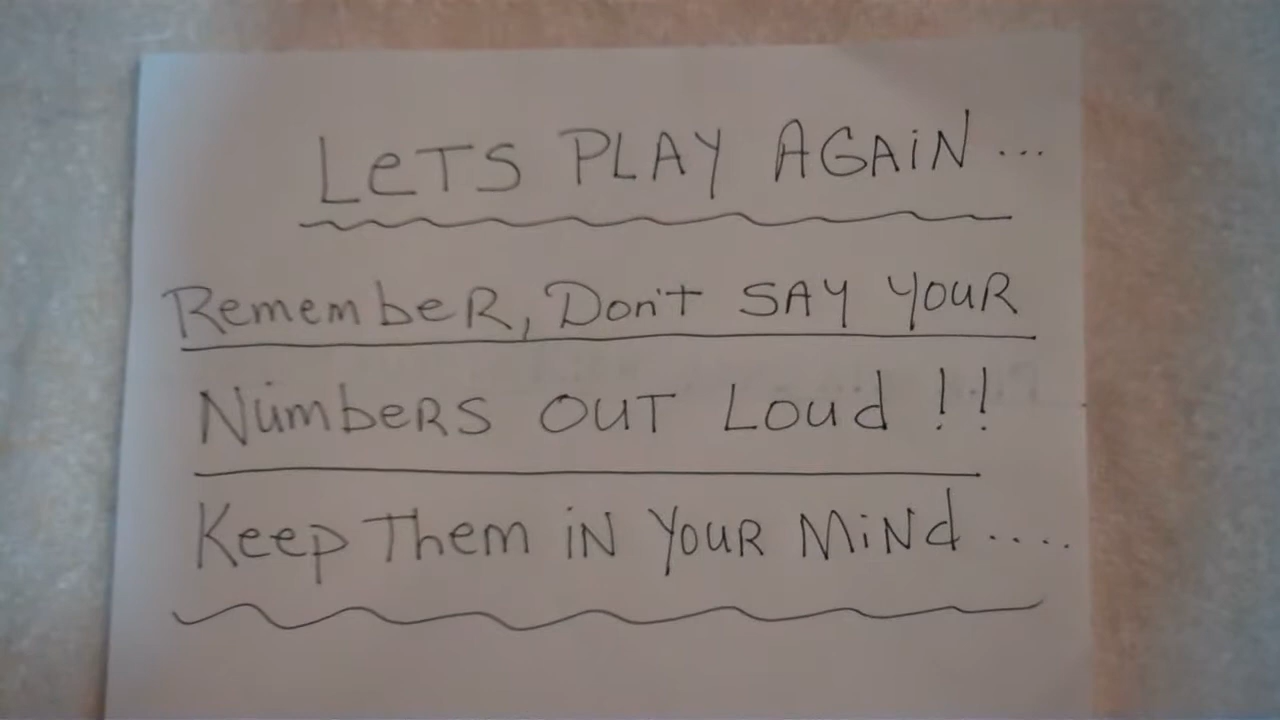 LeTS PLAY AGAiN...
RemembeR, Don't SAY YouR
NumbeRS OUT Loud !!
Keep Them iN YouR MiNd....